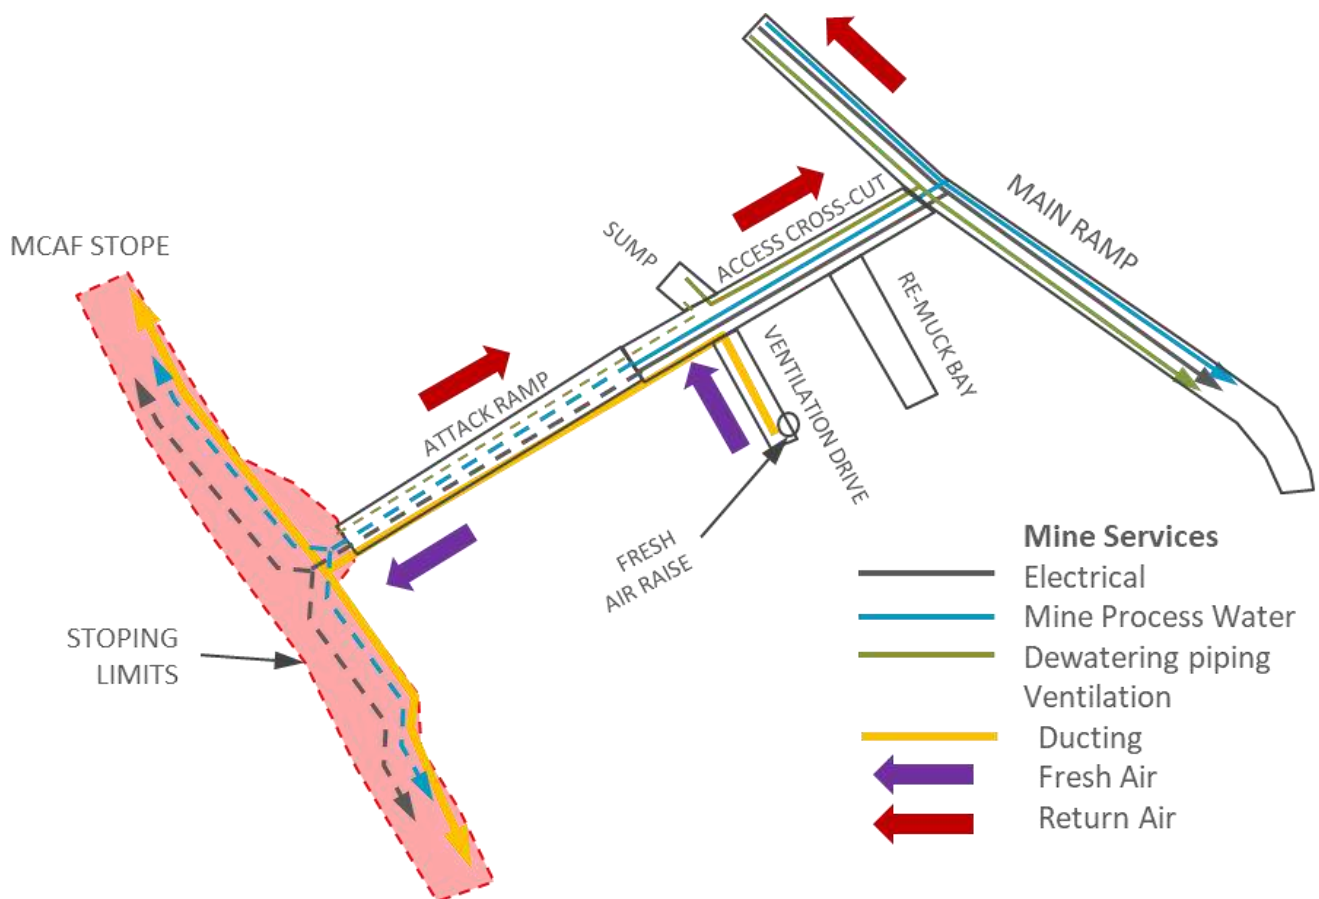 MAIN RAMP
ACCESS CROSS-CUT
SUMP
MCAF STOPE
RE-MUCK BAY
VENTILATION DRIVE
ATTACK RAMP
FRESH
AIR RAISE
STOPING
LIMITS
Mine Services
Electrical
Mine Process Water
Dewatering piping
Ventilation
Ducting
Fresh Air
Return Air